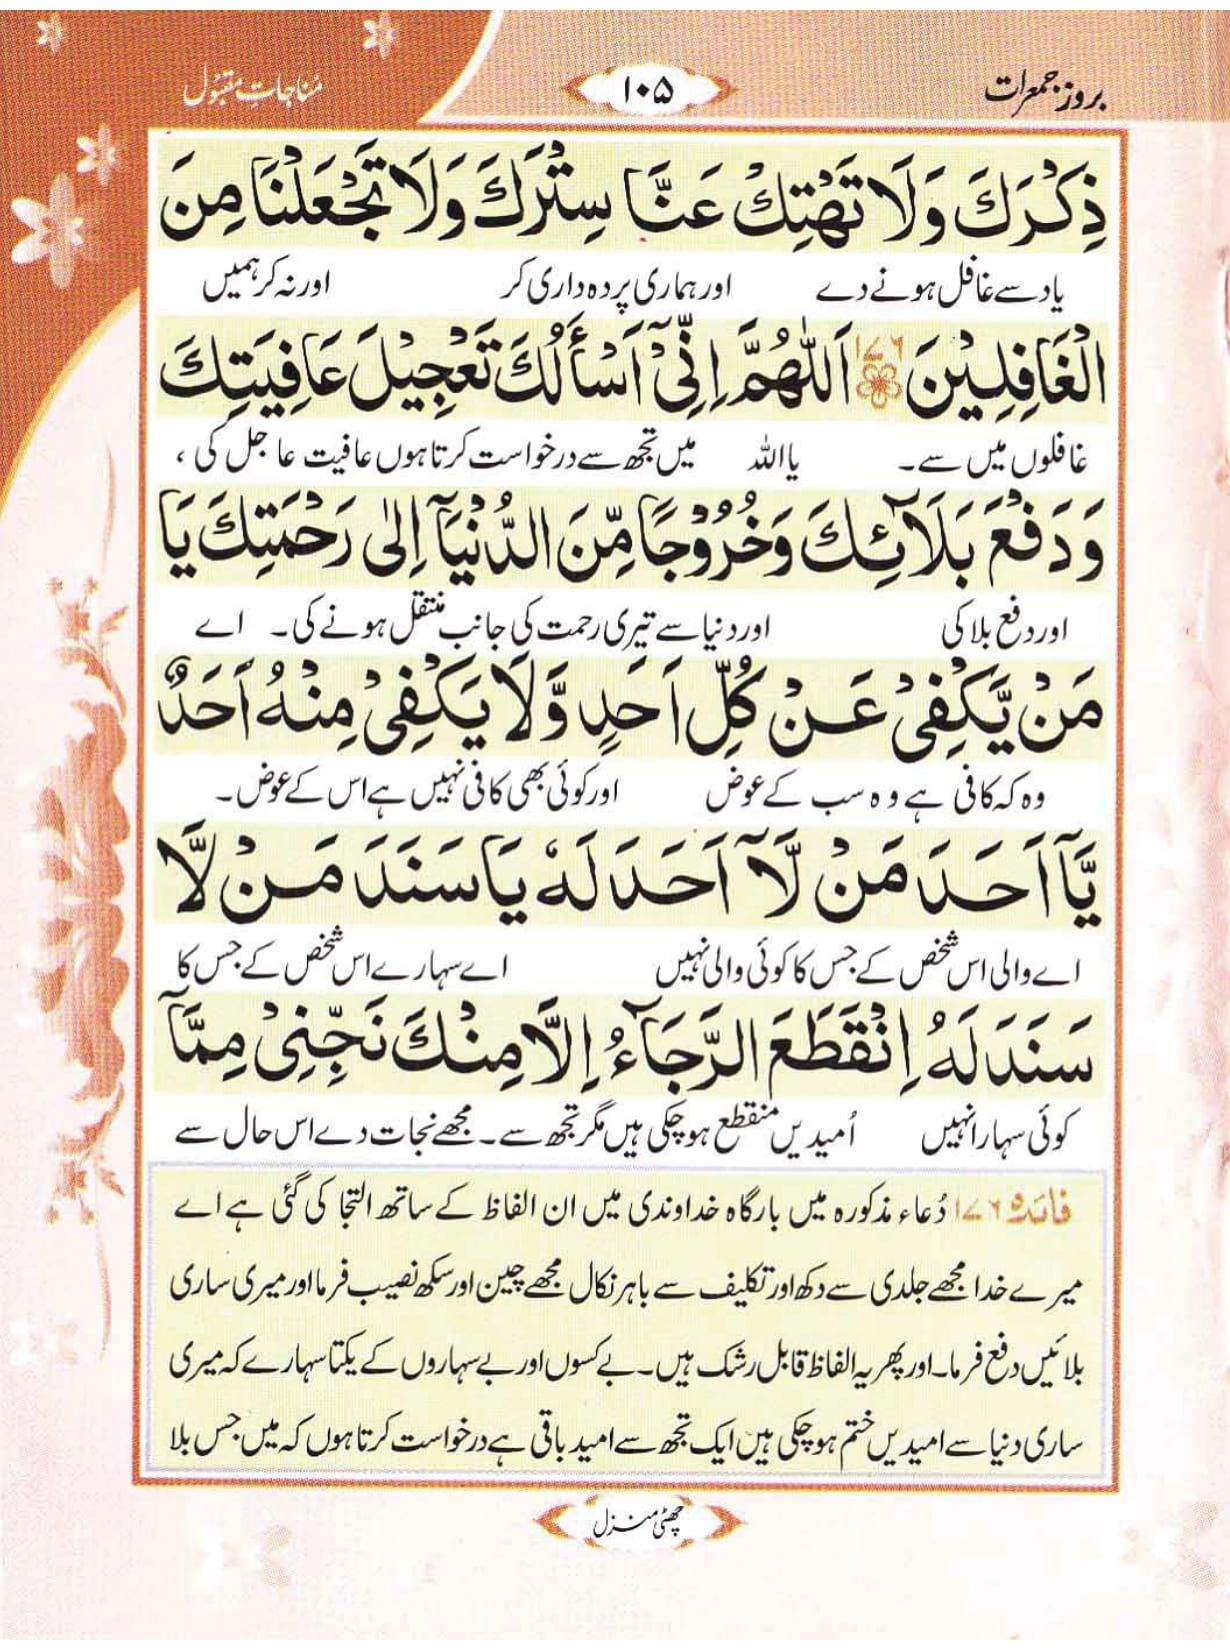 بروز جمعرات
۱۰۵
مُناجاتِ مقبُول
ذِكْرَكَ وَلَا تَهْتِكْ عَنَّا سِتْرَكَ وَلَا تَجْعَلْنَا مِنَ
یاد سے غافل ہونے دے اور ہماری پردہ داری کر اور نہ کر ہمیں
الْغَافِلِيْنَ ۱۷۶ اَللّٰهُمَّ اِنِّيْٓ اَسْأَلُكَ تَعْجِيْلَ عَافِيَتِكَ
غافلوں میں سے۔ یا اللہ میں تجھ سے درخواست کرتا ہوں عافیت عاجل کی ،
وَدَفْعَ بَلَآئِكَ وَخُرُوْجًا مِّنَ الدُّنْيَآ اِلٰى رَحْمَتِكَ يَا
اور دفع بلا کی اور دنیا سے تیری رحمت کی جانب منتقل ہونے کی۔ اے
مَنْ يَّكْفِيْ عَنْ كُلِّ اَحَدٍ وَّلَا يَكْفِيْ مِنْهُ اَحَدٌ
وہ کہ کافی ہے وہ سب کے عوض اور کوئی بھی کافی نہیں ہے اس کے عوض۔
يَّآ اَحَدَ مَنْ لَّآ اَحَدَ لَهٗ يَا سَنَدَ مَنْ لَّا
اے والی اس شخص کے جس کا کوئی والی نہیں اے سہارے اس شخص کے جس کا
سَنَدَ لَهُ اِنْقَطَعَ الرَّجَآءُ اِلَّا مِنْكَ نَجِّنِيْ مِمَّآ
کوئی سہارا نہیں اُمیدیں منقطع ہو چکی ہیں مگر تجھ سے۔ مجھے نجات دے اس حال سے
فائدہ ۱۷۶ دُعاء مذکورہ میں بارگاہ خداوندی میں ان الفاظ کے ساتھ التجا کی گئی ہے اے
میرے خدا مجھے جلدی سے دکھ اور تکلیف سے باہر نکال مجھے چین اور سکھ نصیب فرما اور میری ساری
بلائیں دفع فرما۔ اور پھر یہ الفاظ قابل رشک ہیں۔ بے کسوں اور بے سہاروں کے یکتا سہارے کہ میری
ساری دنیا سے امیدیں ختم ہو چکی ہیں ایک تجھ سے امید باقی ہے درخواست کرتا ہوں کہ میں جس بلا
چھٹی منزل